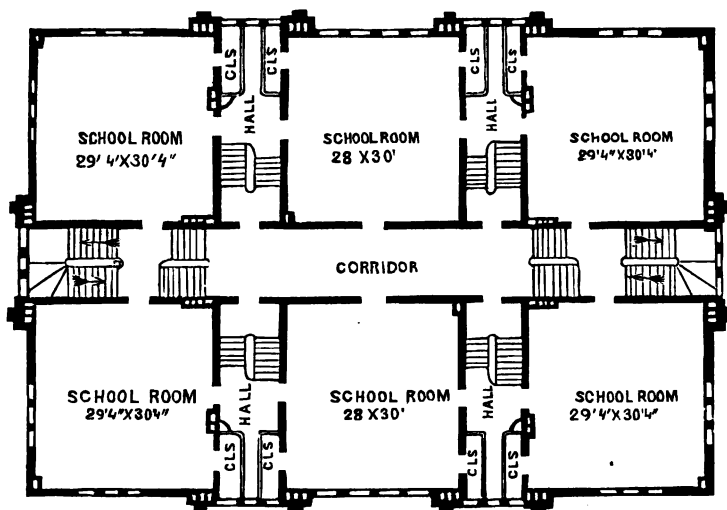 CLS
CLS
CLS
CLS
HALL
HALL
SCHOOL ROOM
29' 4'X30'4"
SCHOOL ROOM
28 X30'
SCHOOL ROOM
29'4"X30'4'
CORRIDOR
SCHOOL ROOM
29'4"X304"
SCHOOL ROOM
28 X30'
SCHOOL ROOM
29'4'X30'4"
HALL
HALL
CLS
CLS
CLS
CLS